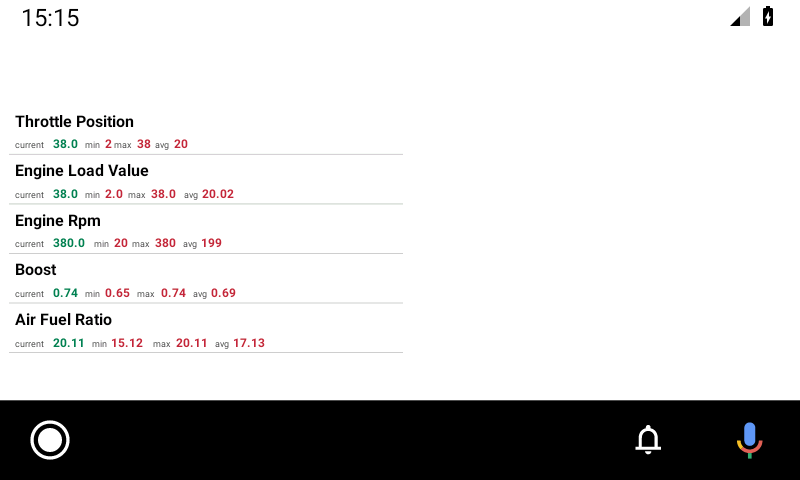 15:15
Throttle Position
current 38.0 min 2 max 38 avg 20
Engine Load Value
current 38.0 min 2.0 max 38.0 avg 20.02
Engine Rpm
current 380.0 min 20 max 380 avg 199
Boost
current 0.74 min 0.65 max 0.74 avg 0.69
Air Fuel Ratio
current 20.11 min 15.12 max 20.11 avg 17.13